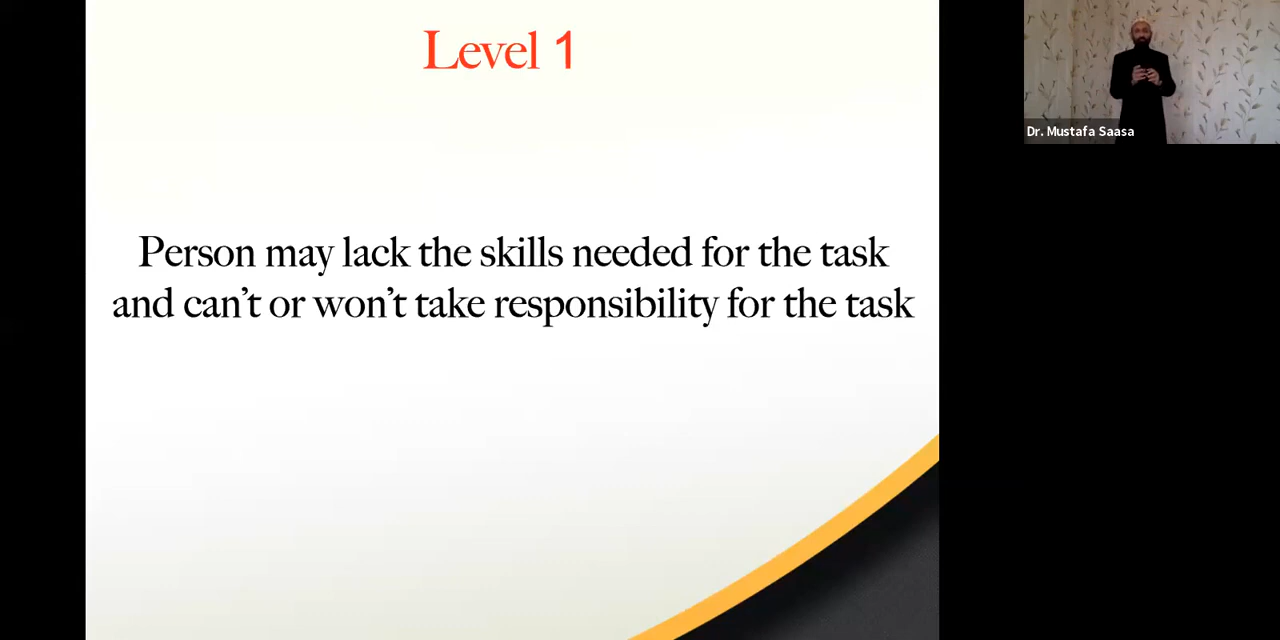 Level 1
Person may lack the skills needed for the task
and can’t or won’t take responsibility for the task
Dr. Mustafa Saasa